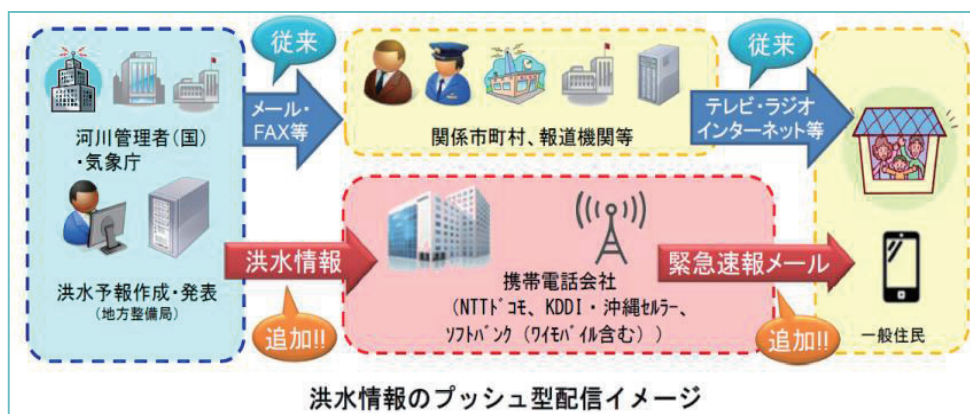 従来
メール・
FAX等
河川管理者(国)
・気象庁
洪水予報作成・発表
(地方整備局)
関係市町村、報道機関等
従来
テレビ・ラジオ
インターネット等
洪水情報
追加!!
携帯電話会社
(NTTﾄﾞｺﾓ、KDDI・沖縄ｾﾙﾗｰ、
ｿﾌﾄﾊﾞﾝｸ(ﾜｲﾓﾊﾞｲﾙ含む))
緊急速報メール
追加!!
一般住民
洪水情報のプッシュ型配信イメージ